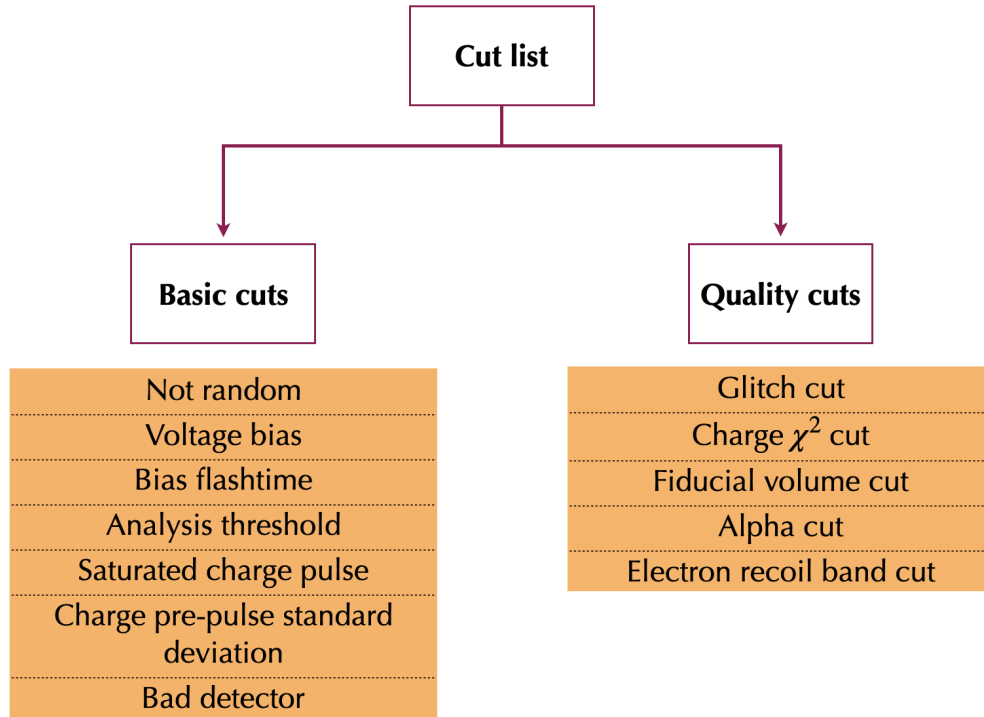 Cut list
Basic cuts
Not random
Voltage bias
Bias flashtime
Analysis threshold
Saturated charge pulse
Charge pre-pulse standard
deviation
Bad detector
Quality cuts
Glitch cut
Charge χ² cut
Fiducial volume cut
Alpha cut
Electron recoil band cut